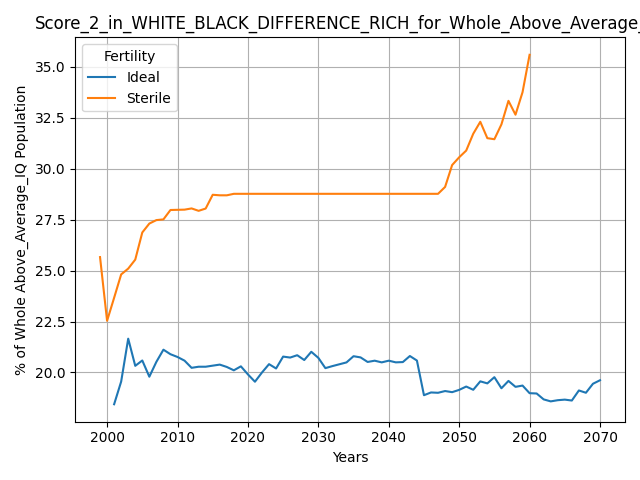 Score_2_in_WHITE_BLACK_DIFFERENCE_RICH_for_Whole_Above_Average_
Fertility
Ideal
Sterile
% of Whole Above_Average_IQ Population
35.0
32.5
30.0
27.5
25.0
22.5
20.0
2000 2010 2020 2030 2040 2050 2060 2070
Years